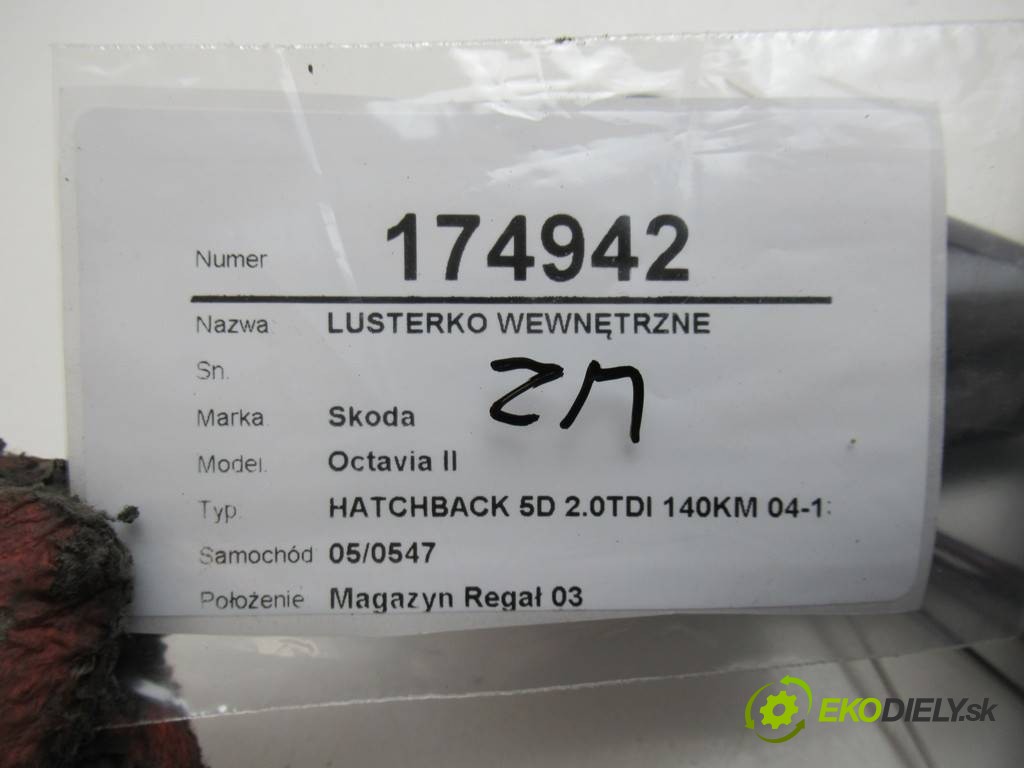 Numer 174942
Nazwa: LUSTERKO WEWNĘTRZNE
Sn.
Marka: Skoda
Model: Octavia II
Typ: HATCHBACK 5D 2.0TDI 140KM 04-1
Samochód 05/0547
Położenie Magazyn Regał 03
EKODIELY.sk